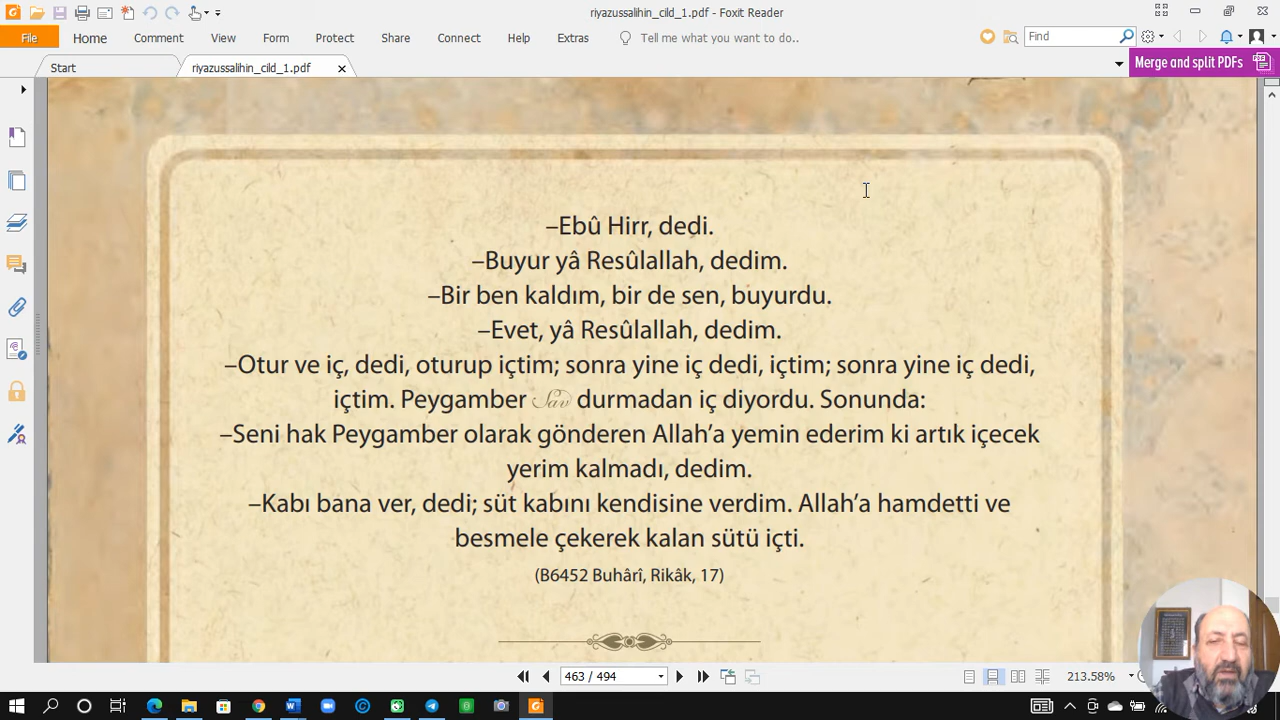 riyazussalihin_cild_1.pdf - Foxit Reader
File Home Comment View Form Protect Share Connect Help Extras Tell me what you want to do.. Find
Start riyazussalihin_cild_1.pdf Merge and split PDFs
–Ebû Hirr, dedi.
–Buyur yâ Resûlallah, dedim.
–Bir ben kaldım, bir de sen, buyurdu.
–Evet, yâ Resûlallah, dedim.
–Otur ve iç, dedi, oturup içtim; sonra yine iç dedi, içtim; sonra yine iç dedi,
içtim. Peygamber Sav durmadan iç diyordu. Sonunda:
–Seni hak Peygamber olarak gönderen Allah’a yemin ederim ki artık içecek
yerim kalmadı, dedim.
–Kabı bana ver, dedi; süt kabını kendisine verdim. Allah’a hamdetti ve
besmele çekerek kalan sütü içti.
(B6452 Buhârî, Rikâk, 17)
463 / 494 213.58%